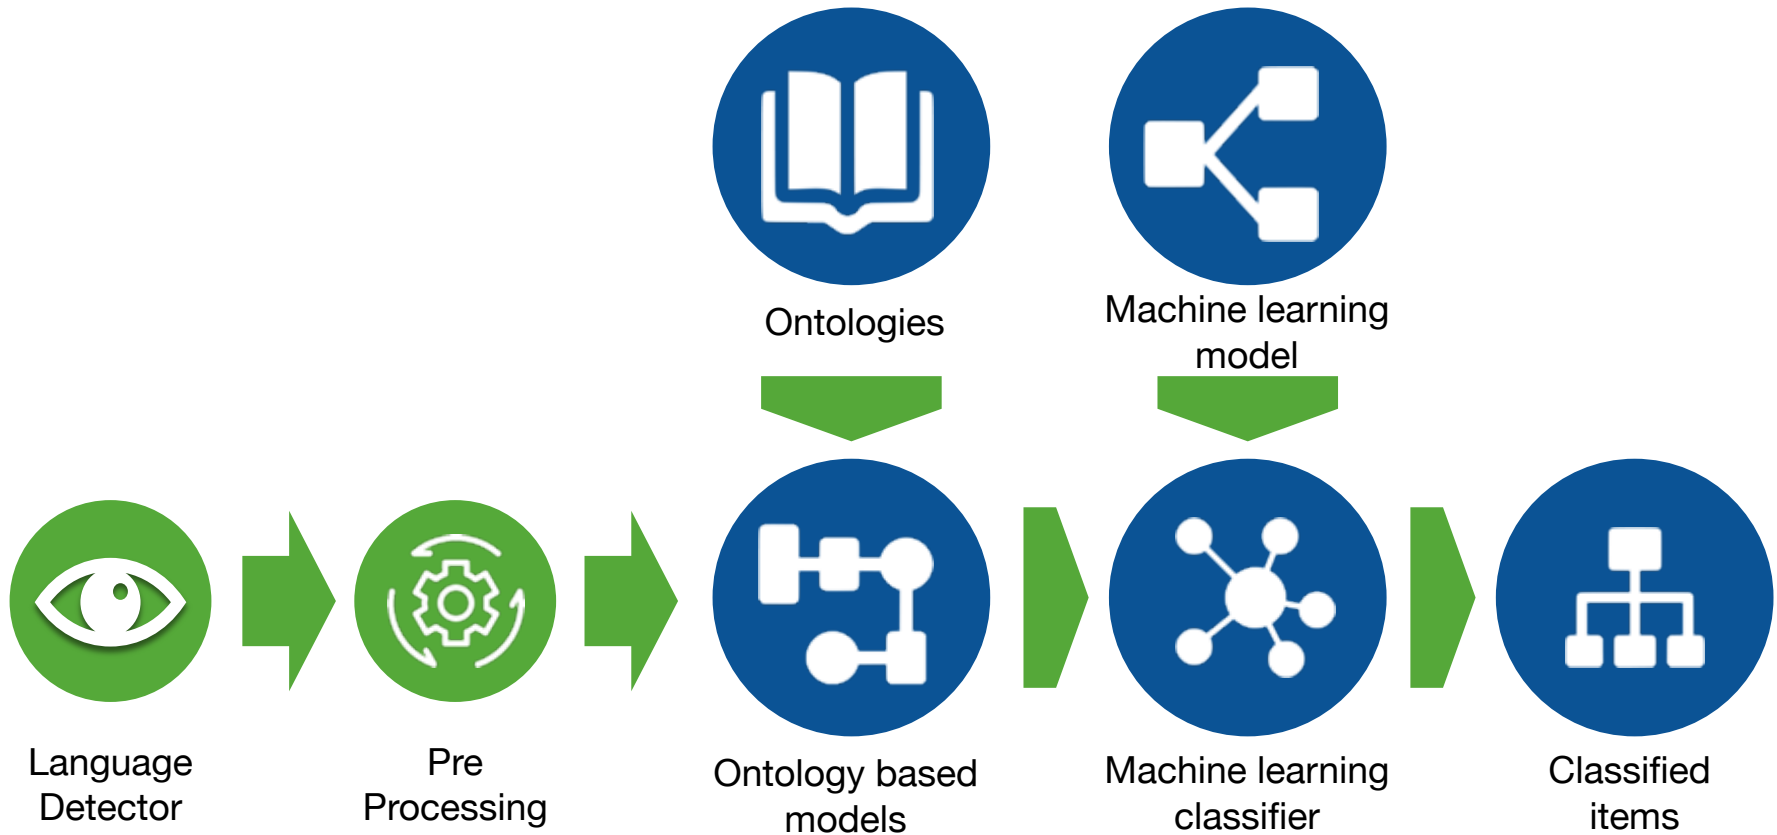 Ontologies
Machine learning
model
Language
Detector
Pre
Processing
Ontology based
models
Machine learning
classifier
Classified
items